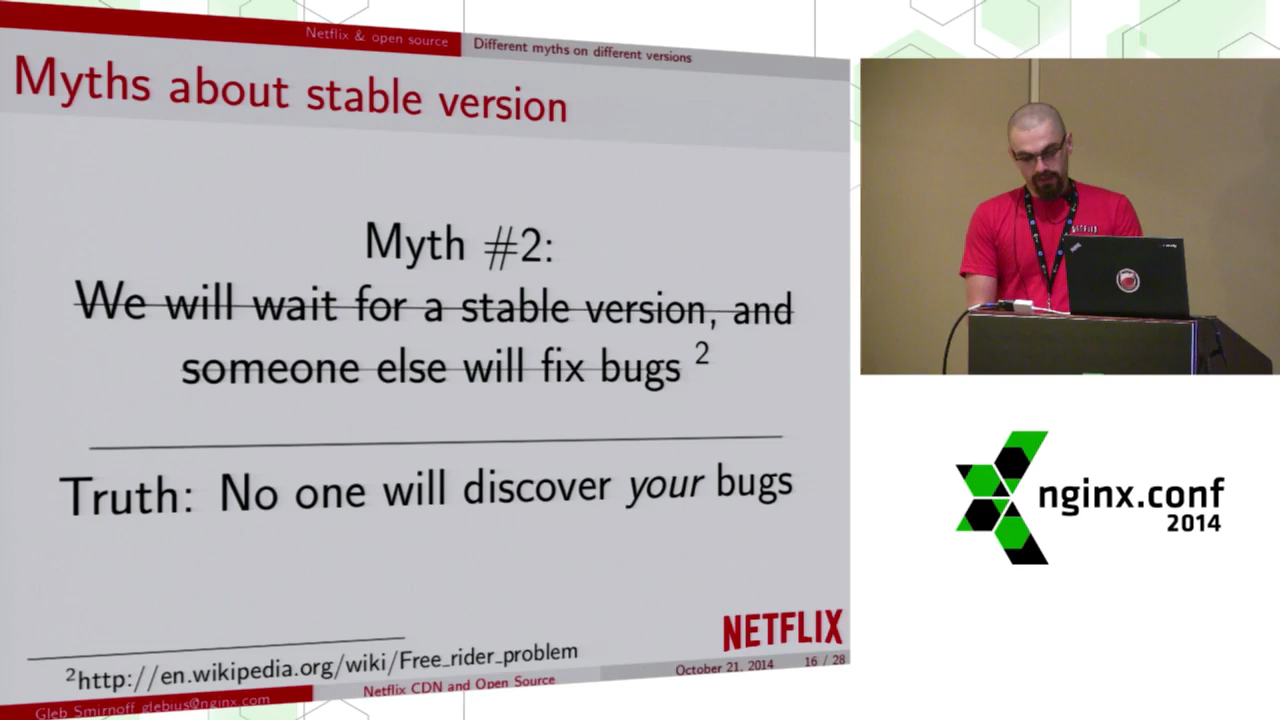 Netflix & open source
Different myths on different versions
Myths about stable version
Myth #2:
We will wait for a stable version, and
someone else will fix bugs 2
Truth: No one will discover your bugs
NETFLIX
2http://en.wikipedia.org/wiki/Free_rider_problem
October 21, 2014 16 / 28
Netflix CDN and Open Source
Gleb Smirnoff glebius@nginx.com
NETFLIX
nginx.conf
2014